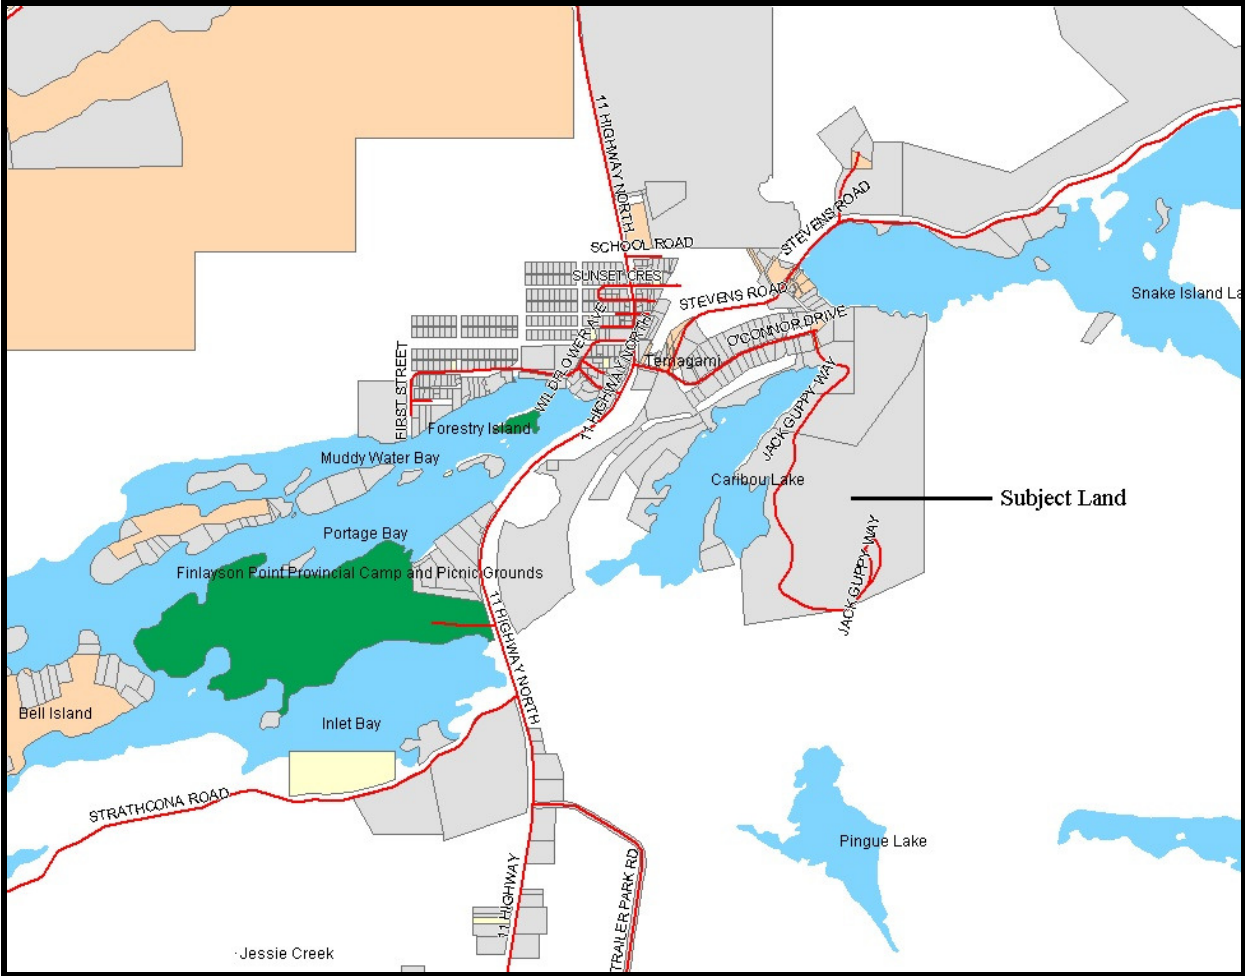 11 HIGHWAY NORTH
STEVENS ROAD
SCHOOL ROAD
SUNSET CRES
STEVENS ROAD
Snake Island La
O'CONNOR DRIVE
WILDFLOWER AVE
11 HIGHWAY NORTH
Temagami
FIRST STREET
JACK GUPPY WAY
Forestry Island
Muddy Water Bay
Caribou Lake
Subject Land
Portage Bay
JACK GUPPY WAY
Finlayson Point Provincial Camp and Picnic Grounds
11 HIGHWAY NORTH
Bell Island
Inlet Bay
STRATHCONA ROAD
Pingue Lake
11 HIGHWAY
TRAILER PARK RD
Jessie Creek